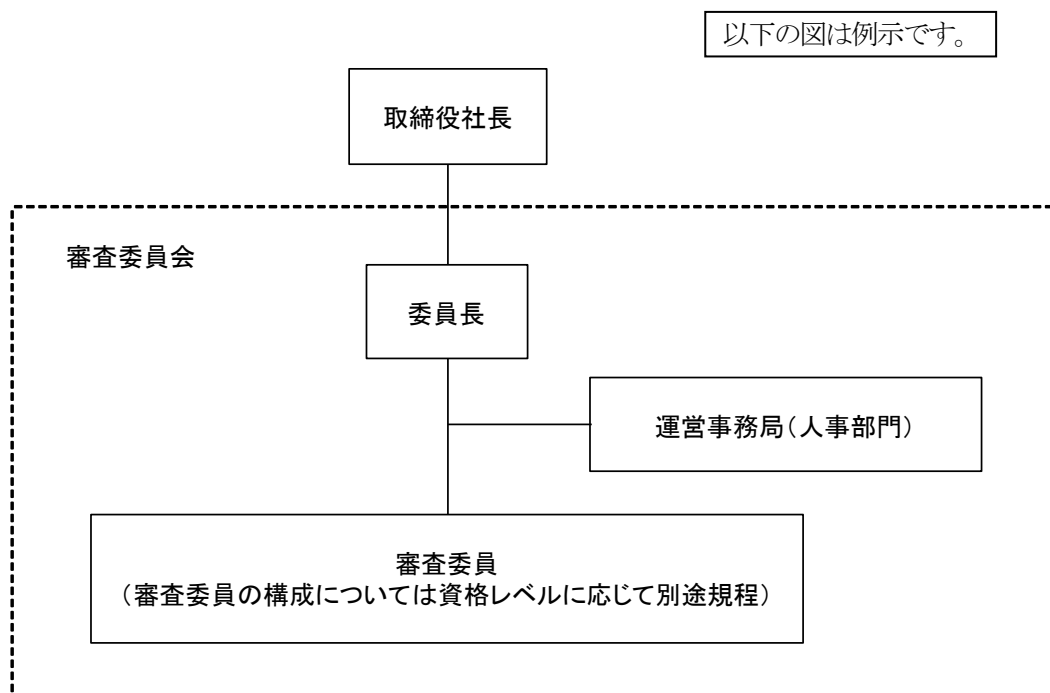 以下の図は例示です。
取締役社長
審査委員会
委員長
運営事務局(人事部門)
審査委員
(審査委員の構成については資格レベルに応じて別途規程)